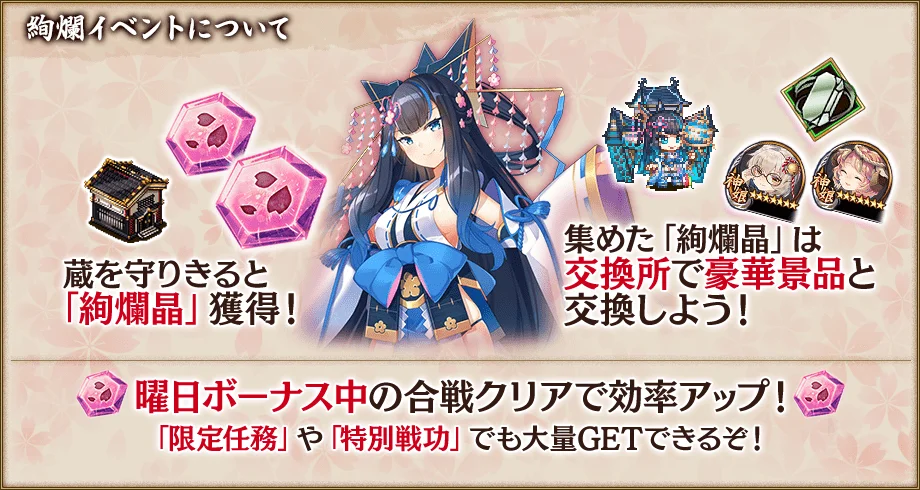 絢爛イベントについて
蔵を守りきると
「絢爛晶」獲得！
神娘
神娘
集めた「絢爛晶」は
交換所で豪華景品と
交換しよう！
曜日ボーナス中の合戦クリアで効率アップ！
「限定任務」や「特別戦功」でも大量GETできるぞ！